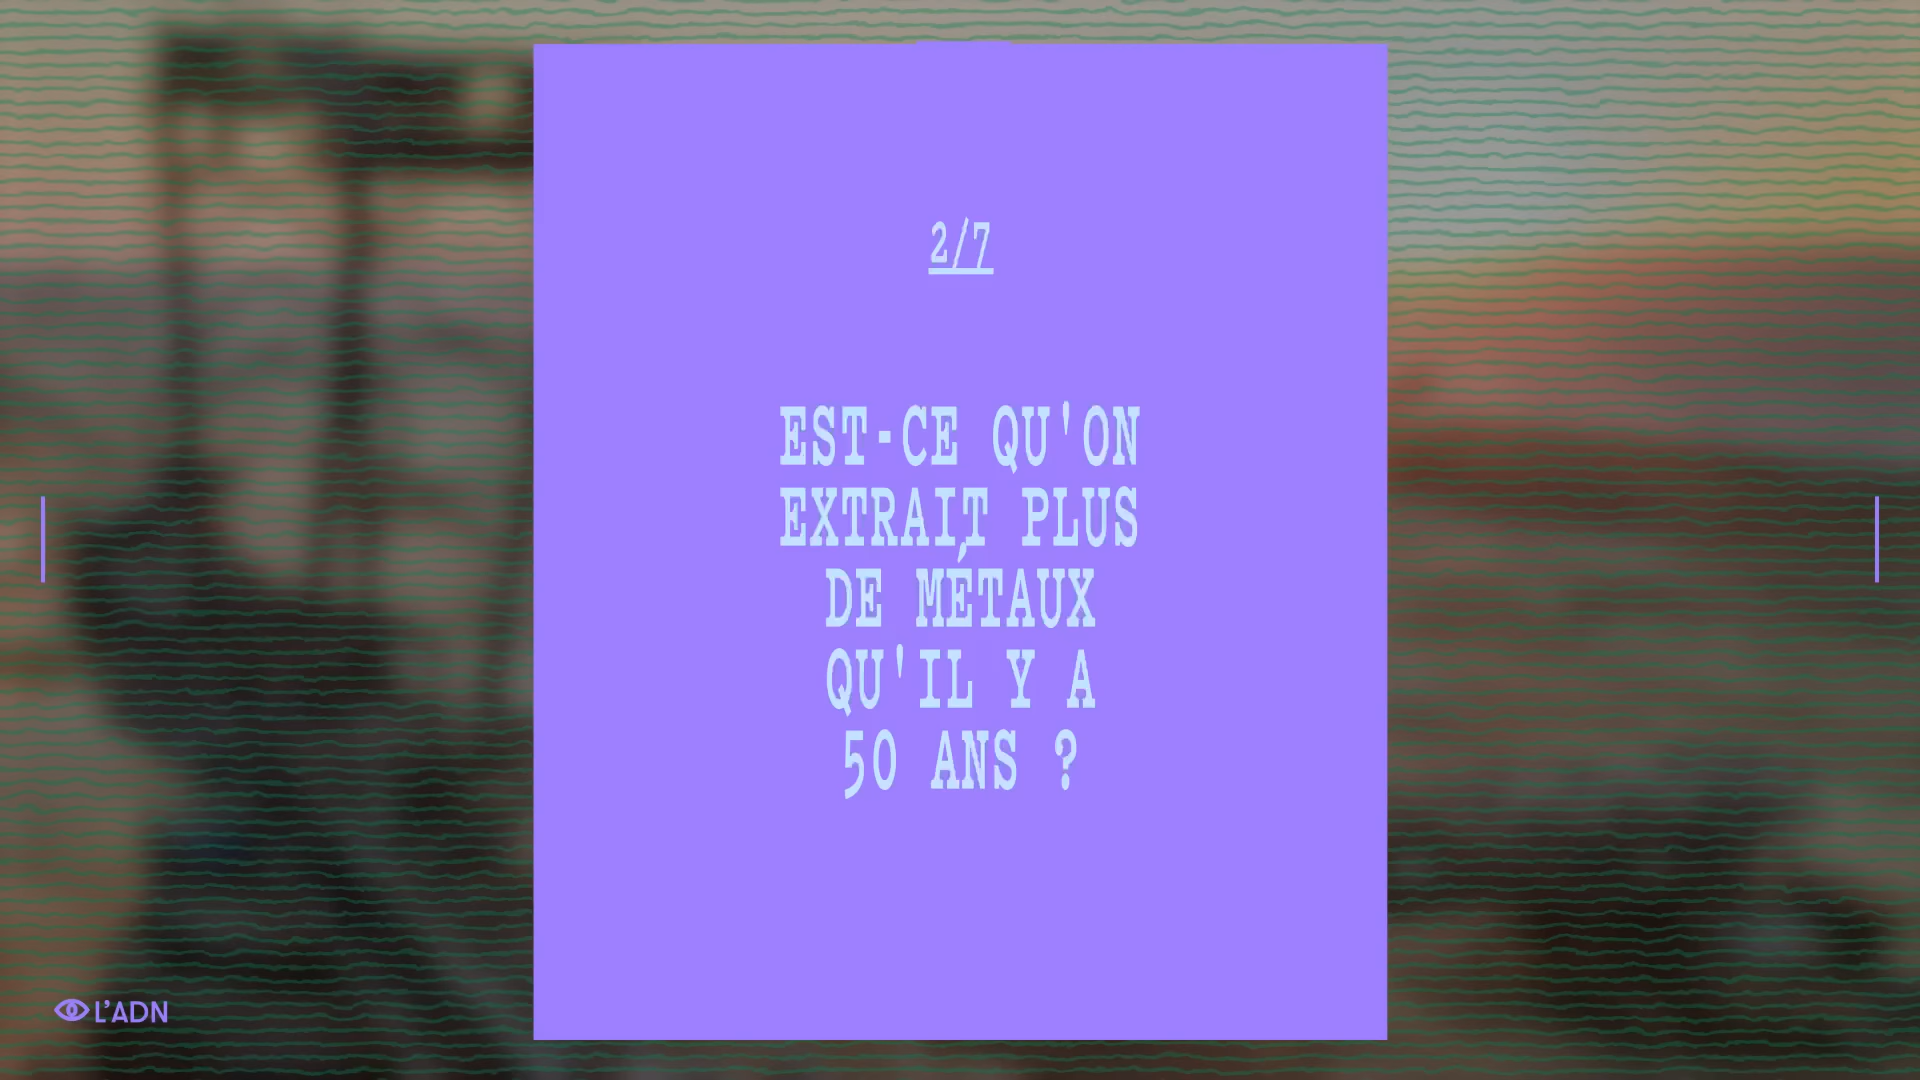 2/7
EST-CE QU'ON
EXTRAIT PLUS
DE MÉTAUX
QU'IL Y A
50 ANS ?
L'ADN